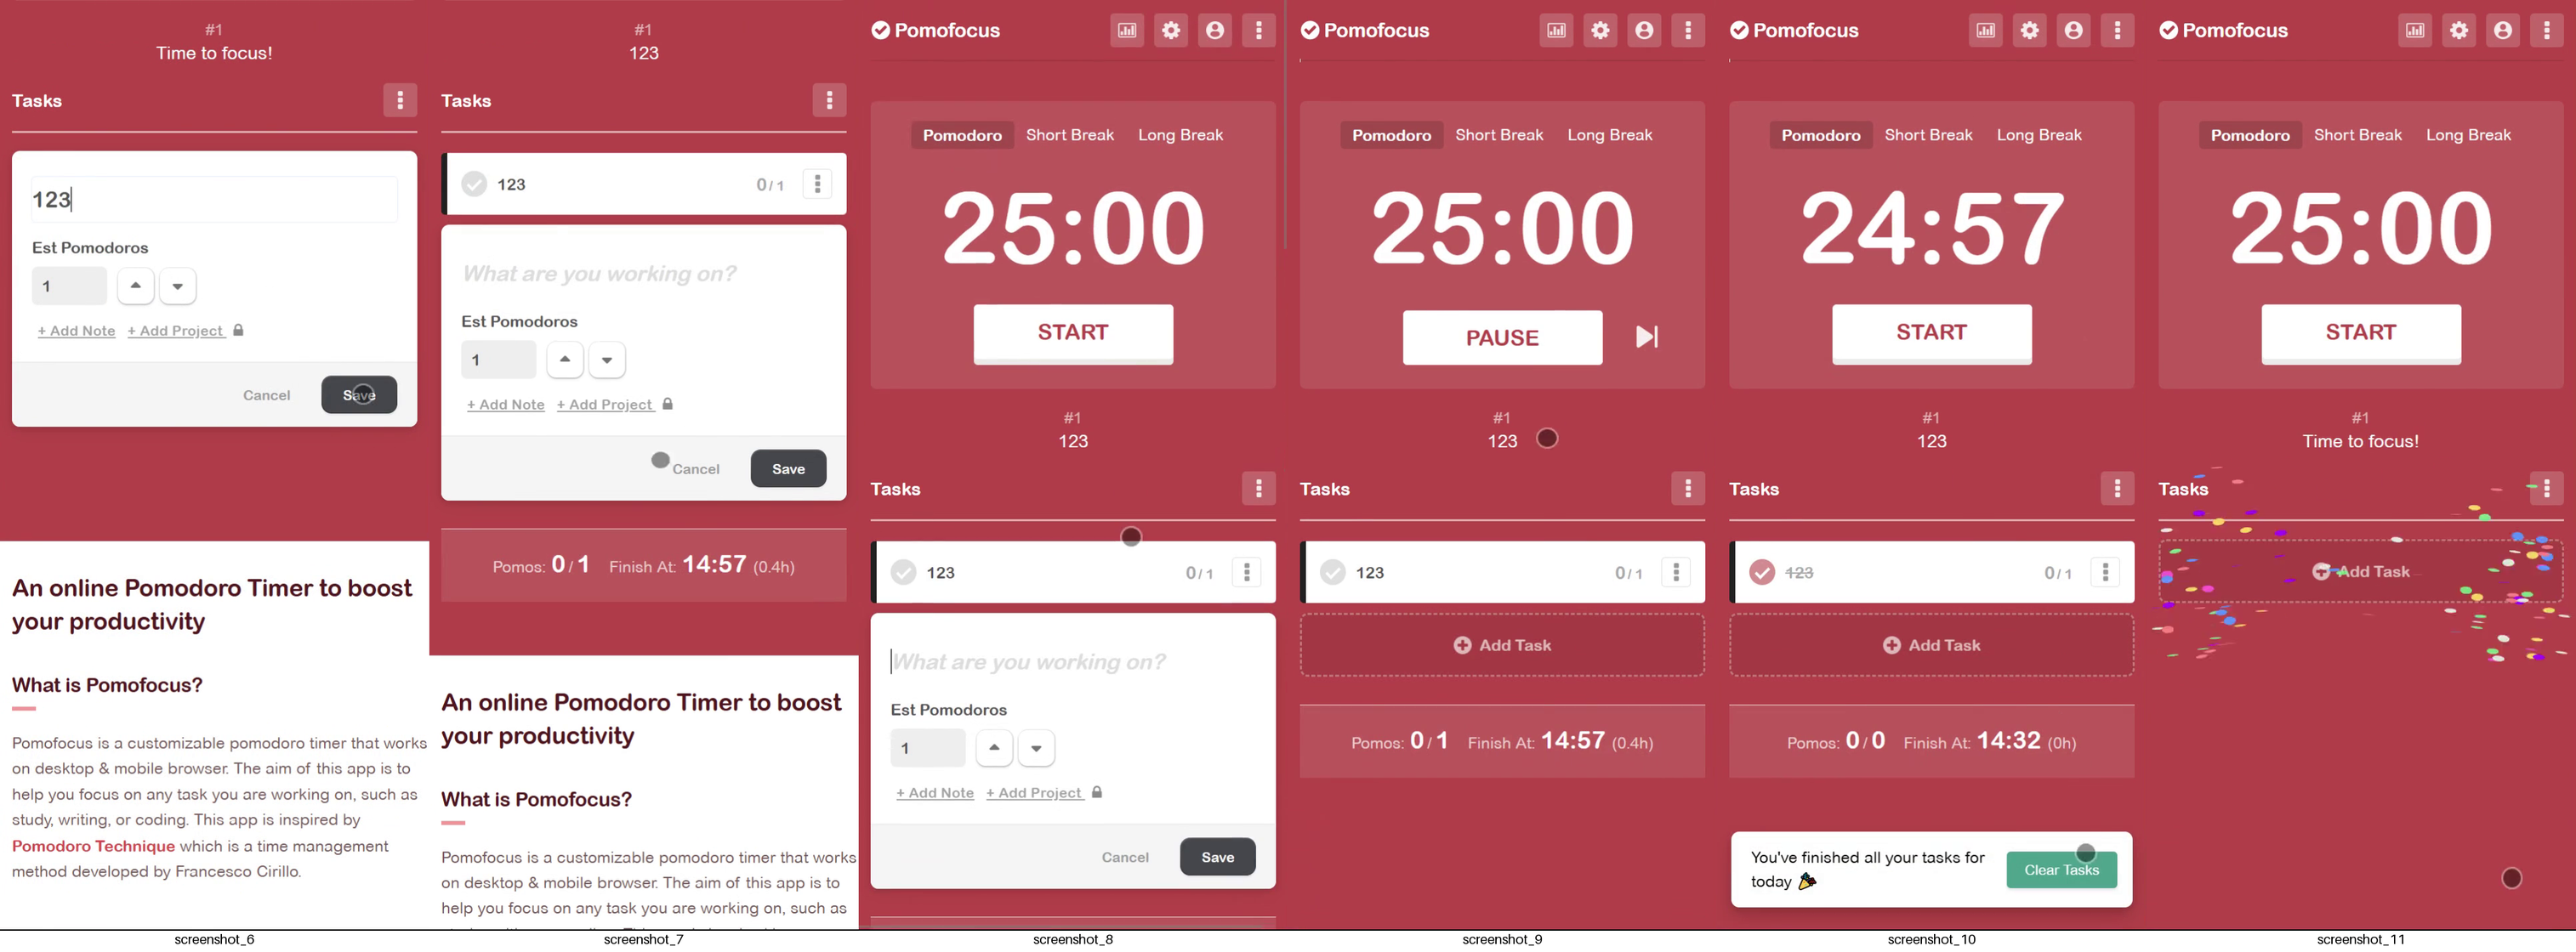 #1
Time to focus!
Tasks
123
Est Pomodoros
1
+ Add Note + Add Project
Cancel Save
An online Pomodoro Timer to boost
your productivity
What is Pomofocus?
Pomofocus is a customizable pomodoro timer that works
on desktop & mobile browser. The aim of this app is to
help you focus on any task you are working on, such as
study, writing, or coding. This app is inspired by
Pomodoro Technique which is a time management
method developed by Francesco Cirillo.
screenshot_6
#1
123
Tasks
123 0/ 1
What are you working on?
Est Pomodoros
1
+ Add Note + Add Project
Cancel Save
Pomos: 0/ 1 Finish At: 14:57 (0.4h)
An online Pomodoro Timer to boost
your productivity
What is Pomofocus?
Pomofocus is a customizable pomodoro timer that works
on desktop & mobile browser. The aim of this app is to
help you focus on any task you are working on, such as
screenshot_7
Pomofocus
Pomodoro Short Break Long Break
25:00
START
#1
123
Tasks
123 0/ 1
What are you working on?
Est Pomodoros
1
+ Add Note + Add Project
Cancel Save
screenshot_8
Pomofocus
Pomodoro Short Break Long Break
25:00
PAUSE
#1
123
Tasks
123 0/ 1
Add Task
Pomos: 0/ 1 Finish At: 14:57 (0.4h)
screenshot_9
Pomofocus
Pomodoro Short Break Long Break
24:57
START
#1
123
Tasks
123 0/ 1
Add Task
Pomos: 0/ 0 Finish At: 14:32 (0h)
You've finished all your tasks for
today 🎉
Clear Tasks
screenshot_10
Pomofocus
Pomodoro Short Break Long Break
25:00
START
#1
Time to focus!
Tasks
Add Task
screenshot_11